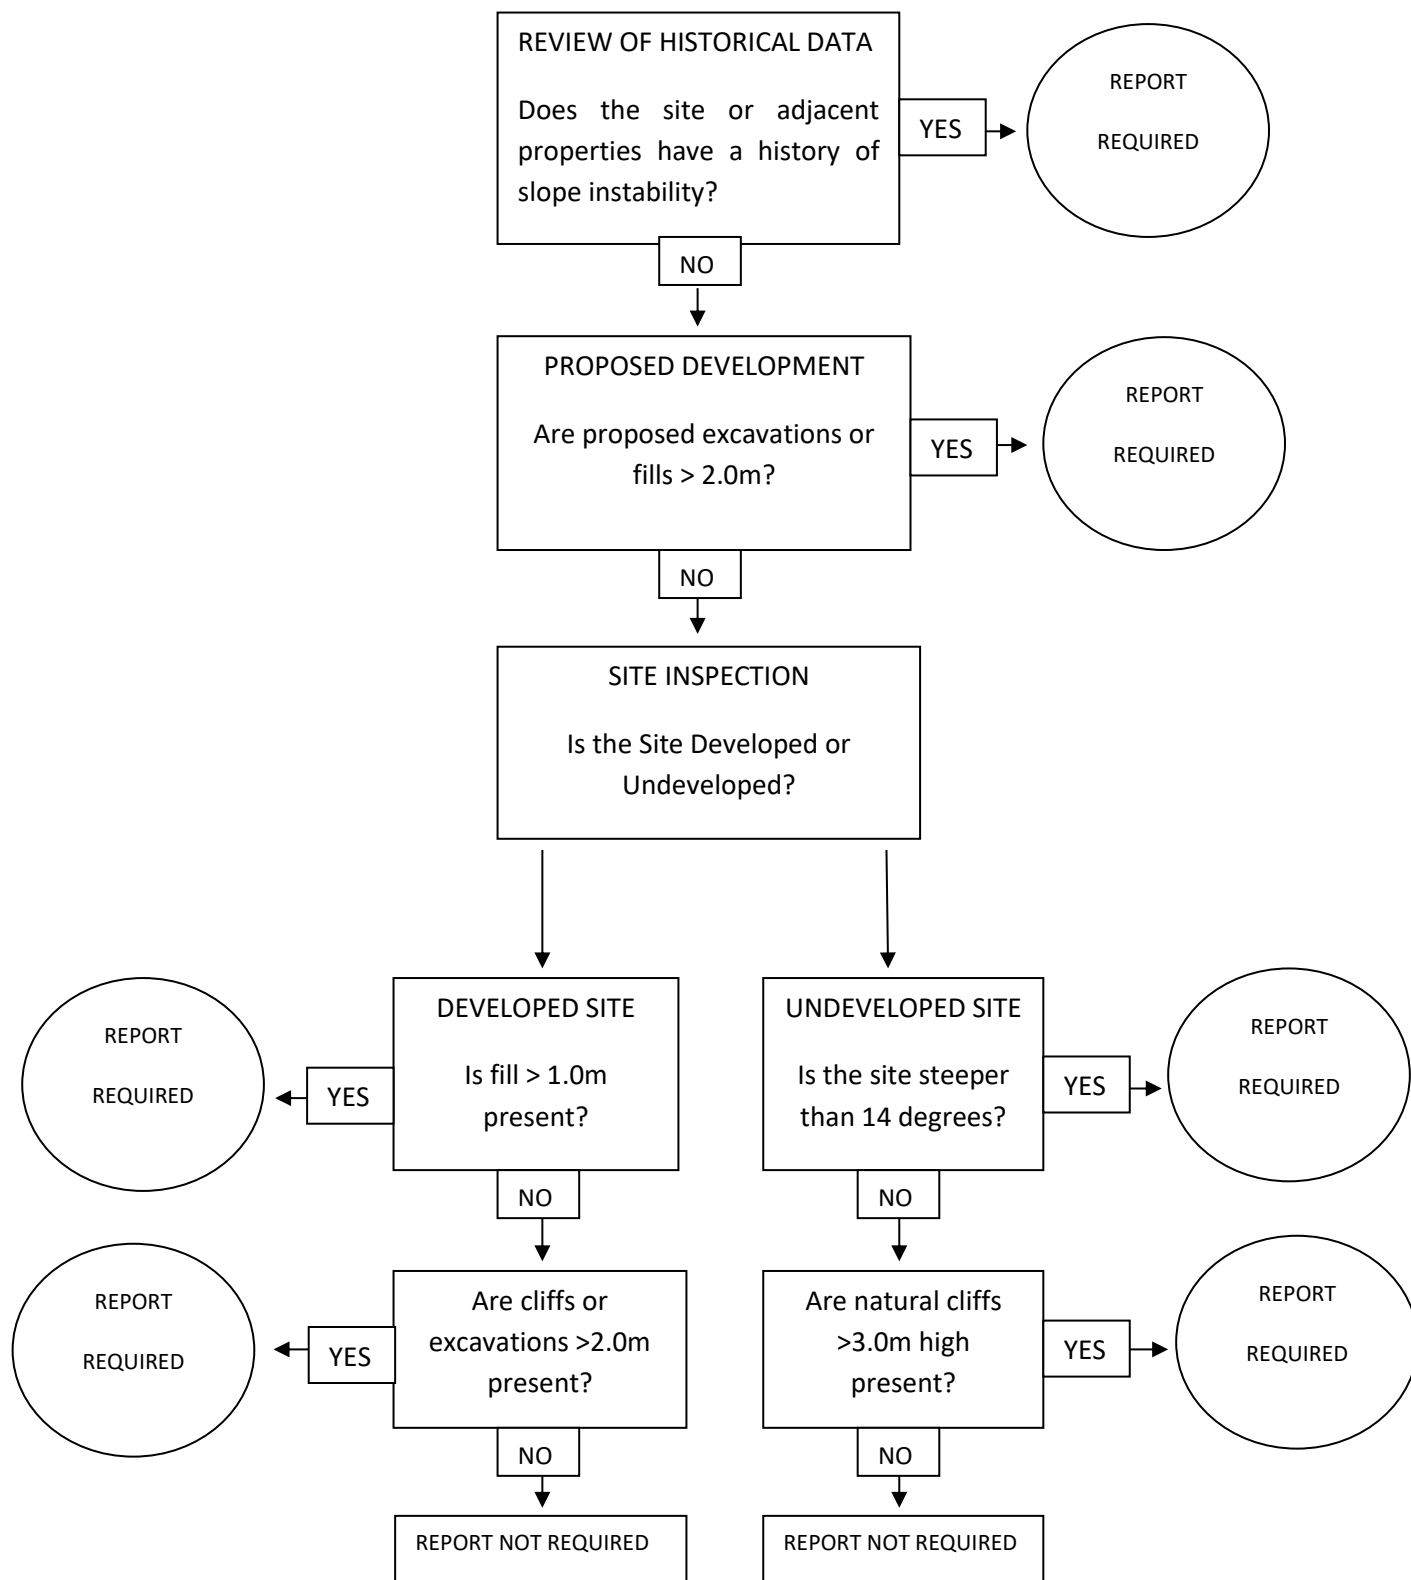 REVIEW OF HISTORICAL DATA
Does the site or adjacent
properties have a history of
slope instability?
YES
REPORT
REQUIRED
NO
PROPOSED DEVELOPMENT
Are proposed excavations or
fills > 2.0m?
YES
REPORT
REQUIRED
NO
SITE INSPECTION
Is the Site Developed or
Undeveloped?
DEVELOPED SITE
Is fill > 1.0m
present?
YES
REPORT
REQUIRED
NO
Are cliffs or
excavations >2.0m
present?
YES
REPORT
REQUIRED
NO
REPORT NOT REQUIRED
UNDEVELOPED SITE
Is the site steeper
than 14 degrees?
YES
REPORT
REQUIRED
NO
Are natural cliffs
>3.0m high
present?
YES
REPORT
REQUIRED
NO
REPORT NOT REQUIRED